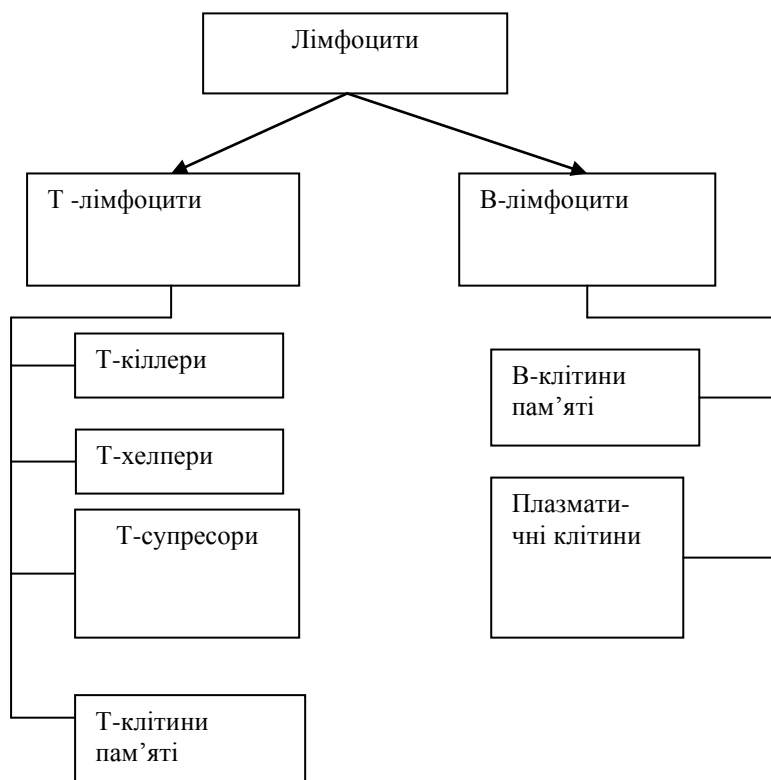 Лімфоцити
Т -лімфоцити
В-лімфоцити
Т-кіллери
Т-хелпери
Т-супресори
Т-клітини
пам’яті
В-клітини
пам’яті
Плазмати-
чні клітини